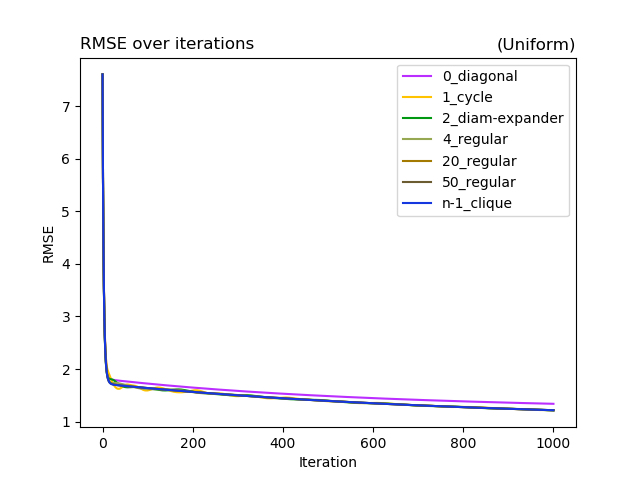 RMSE over iterations (Uniform)
0_diagonal
1_cycle
2_diam-expander
4_regular
20_regular
50_regular
n-1_clique
RMSE
7
6
5
4
3
2
1
0 200 400 600 800 1000
Iteration